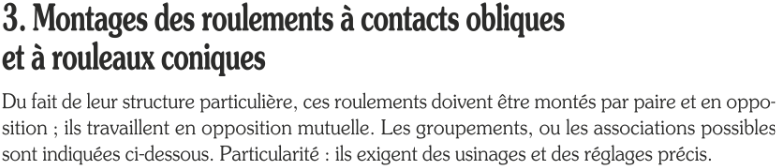 3. Montages des roulements à contacts obliques
et à rouleaux coniques
Du fait de leur structure particulière, ces roulements doivent être montés par paire et en oppo-
sition ; ils travaillent en opposition mutuelle. Les groupements, ou les associations possibles
sont indiquées ci-dessous. Particularité : ils exigent des usinages et des réglages précis.